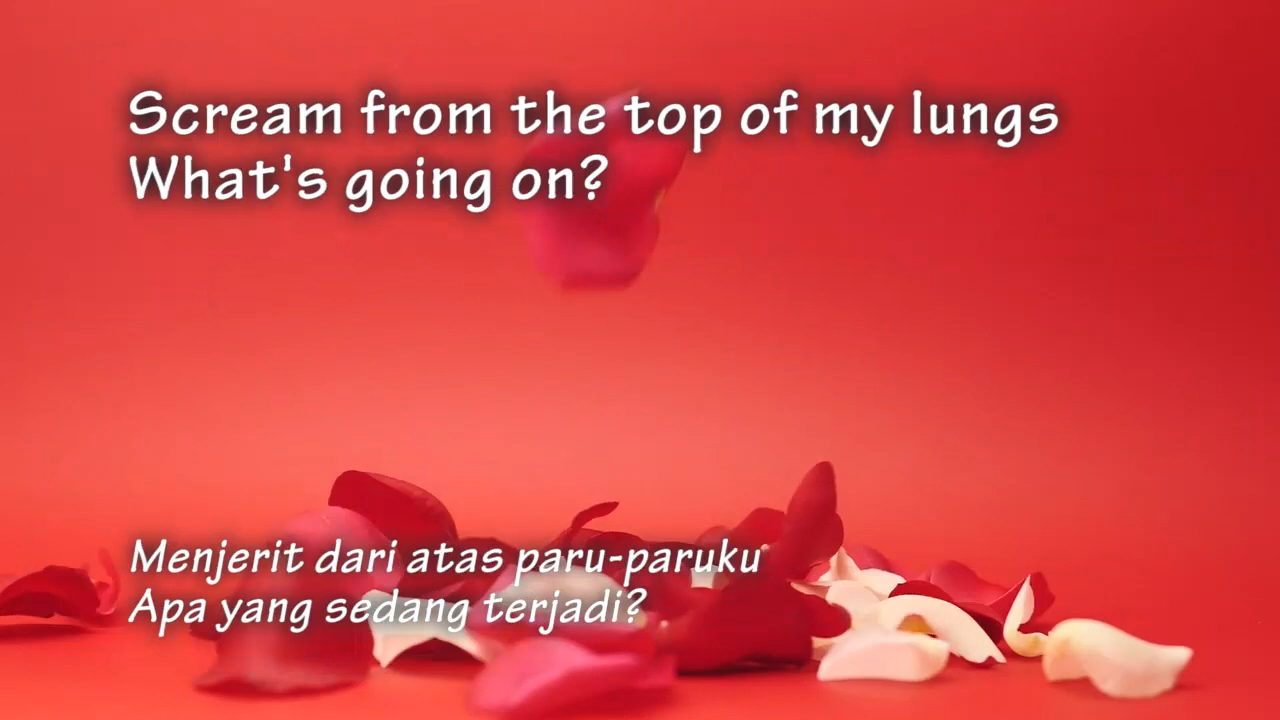 Scream from the top of my lungs
What's going on?
Menjerit dari atas paru-paruku
Apa yang sedang terjadi?